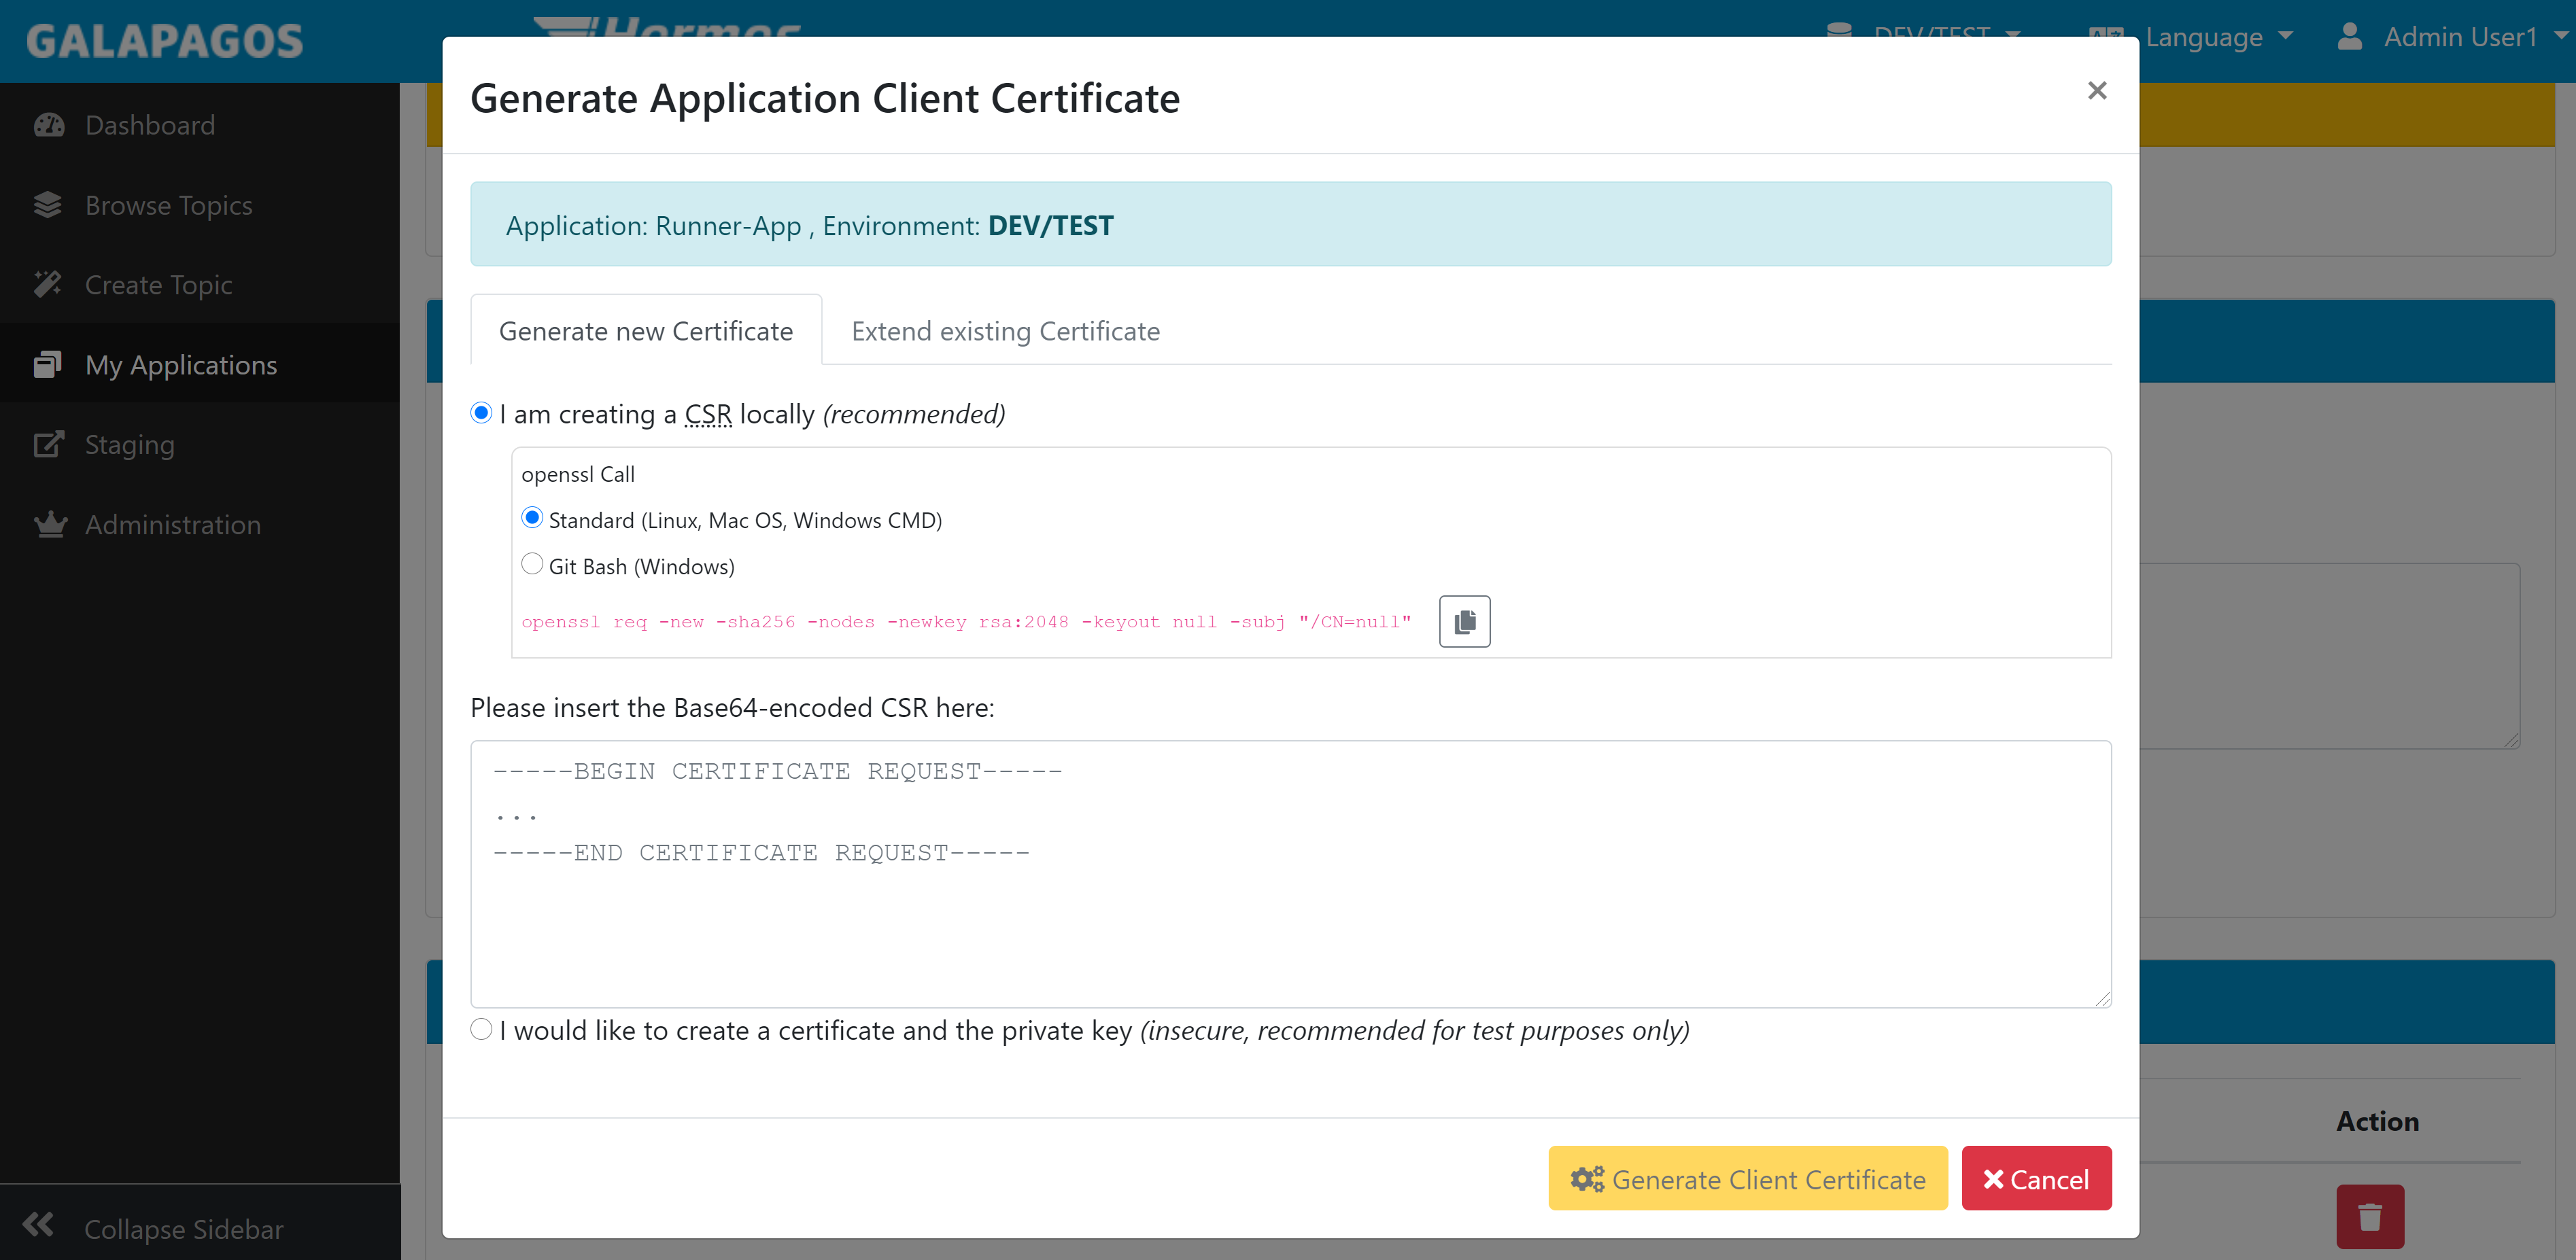 GALAPAGOS
Hermes
DEV/TEST
Language
Admin User1
Dashboard
Browse Topics
Create Topic
My Applications
Staging
Administration
Collapse Sidebar
Generate Application Client Certificate
Application: Runner-App , Environment: DEV/TEST
Generate new Certificate
Extend existing Certificate
I am creating a CSR locally (recommended)
openssl Call
Standard (Linux, Mac OS, Windows CMD)
Git Bash (Windows)
openssl req -new -sha256 -nodes -newkey rsa:2048 -keyout null -subj "/CN=null"
Please insert the Base64-encoded CSR here:
-----BEGIN CERTIFICATE REQUEST-----
...
-----END CERTIFICATE REQUEST-----
I would like to create a certificate and the private key (insecure, recommended for test purposes only)
Action
Generate Client Certificate
Cancel